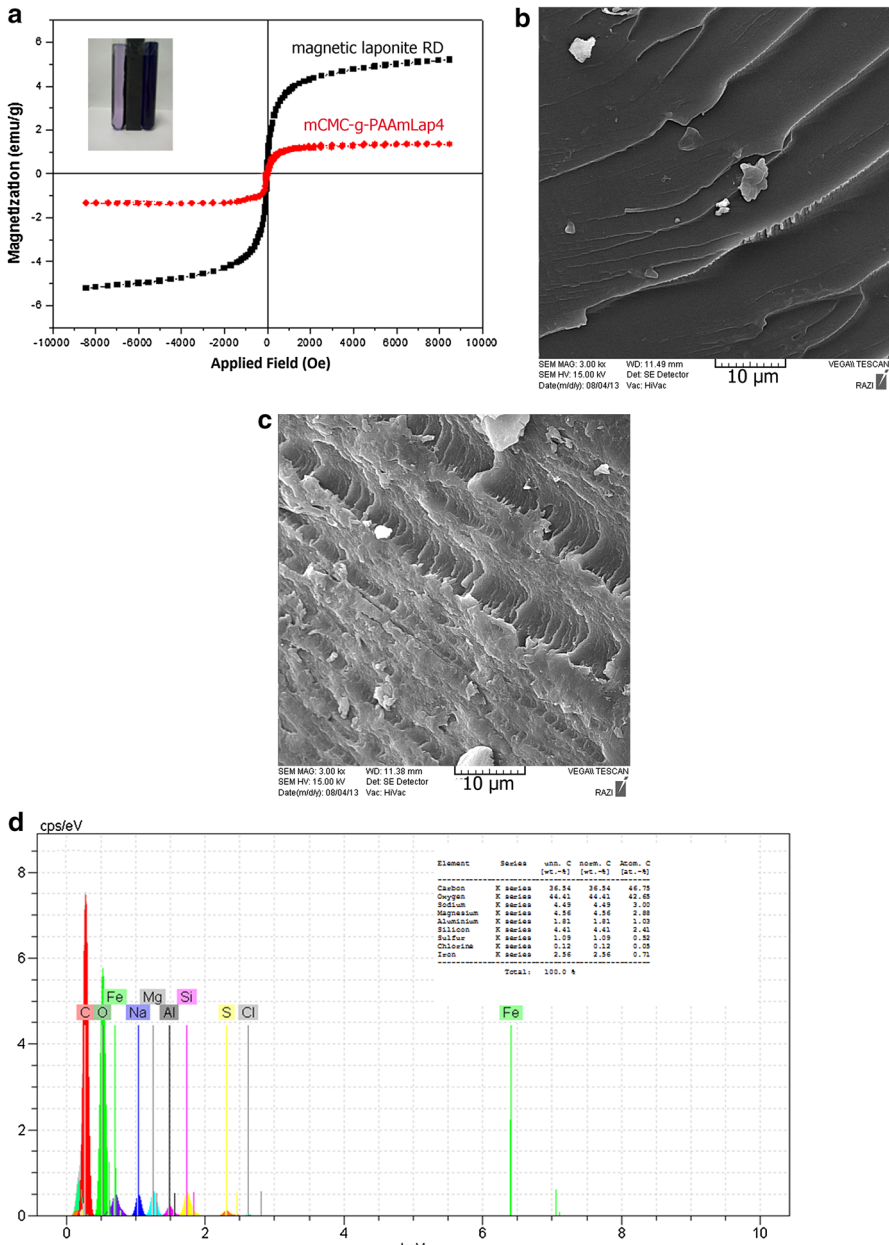 a
magnetic laponite RD
mCMC-g-PAAmLap4
Magnetization (emu/g)
6
4
2
0
-2
-4
-6
-10000 -8000 -6000 -4000 -2000 0 2000 4000 6000 8000 10000
Applied Field (Oe)
b
SEM MAG: 3.00 kx WD: 11.49 mm VEGA\\ TESCAN
SEM HV: 15.00 kV Det: SE Detector 10 µm
Date(m/d/y): 08/04/13 Vac: HiVac RAZI
c
SEM MAG: 3.00 kx WD: 11.38 mm VEGA\\ TESCAN
SEM HV: 15.00 kV Det: SE Detector 10 µm
Date(m/d/y): 08/04/13 Vac: HiVac RAZI
d
cps/eV
Element Series unn. C norm. C Atom. C
[wt.-%] [wt.-%] [at.-%]
Carbon K series 36.54 36.54 46.75
Oxygen K series 44.41 44.41 42.65
Sodium K series 4.49 4.49 3.00
Magnesium K series 4.56 4.56 2.88
Aluminium K series 1.81 1.81 1.03
Silicon K series 4.41 4.41 2.41
Sulfur K series 1.09 1.09 0.52
Chlorine K series 0.12 0.12 0.05
Iron K series 2.56 2.56 0.71
Total: 100.0 %
8
6
4
2
0
Fe Mg Si
C O Na Al S Cl Fe
0 2 4 6 8 10